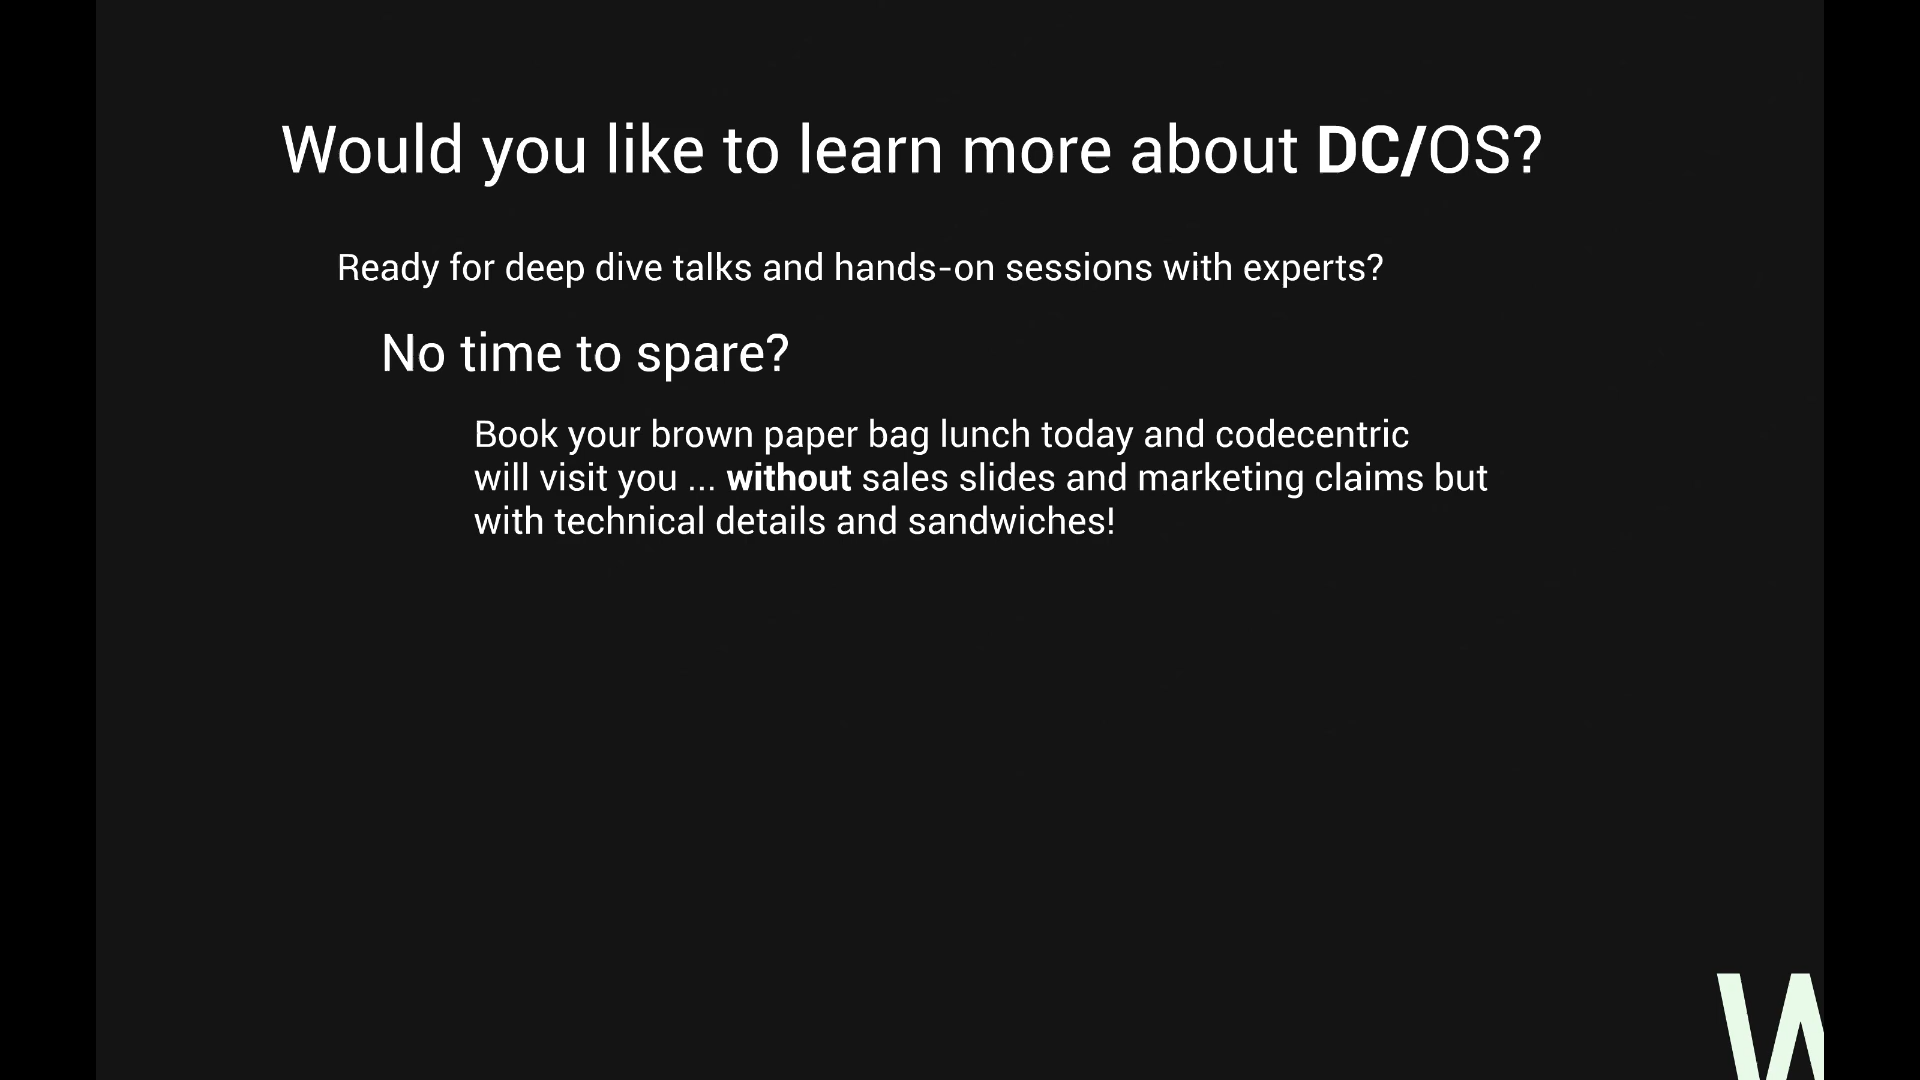 Would you like to learn more about DC/OS?
Ready for deep dive talks and hands-on sessions with experts?
No time to spare?
Book your brown paper bag lunch today and codecentric
will visit you ... without sales slides and marketing claims but
with technical details and sandwiches!